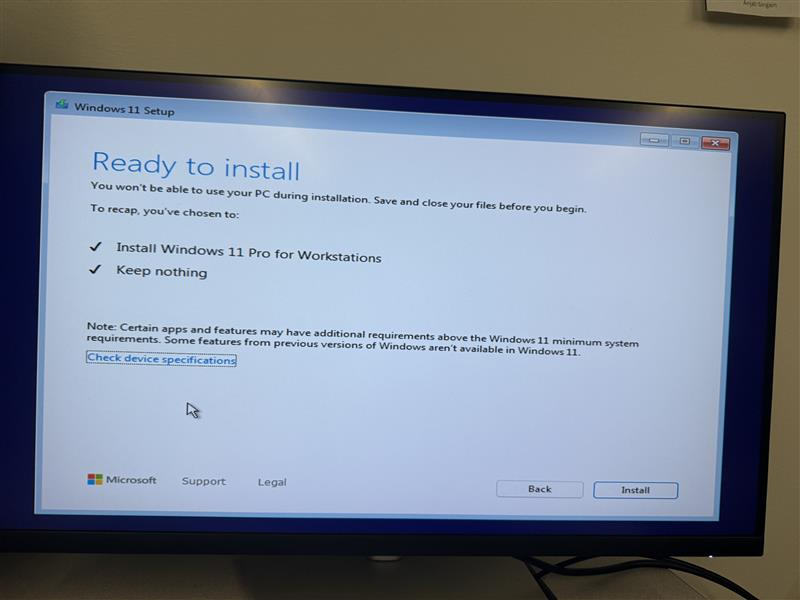 Windows 11 Setup
Ready to install
You won't be able to use your PC during installation. Save and close your files before you begin.
To recap, you've chosen to:
Install Windows 11 Pro for Workstations
Keep nothing
Note: Certain apps and features may have additional requirements above the Windows 11 minimum system
requirements. Some features from previous versions of Windows aren't available in Windows 11.
Check device specifications
Microsoft Support Legal
Back Install